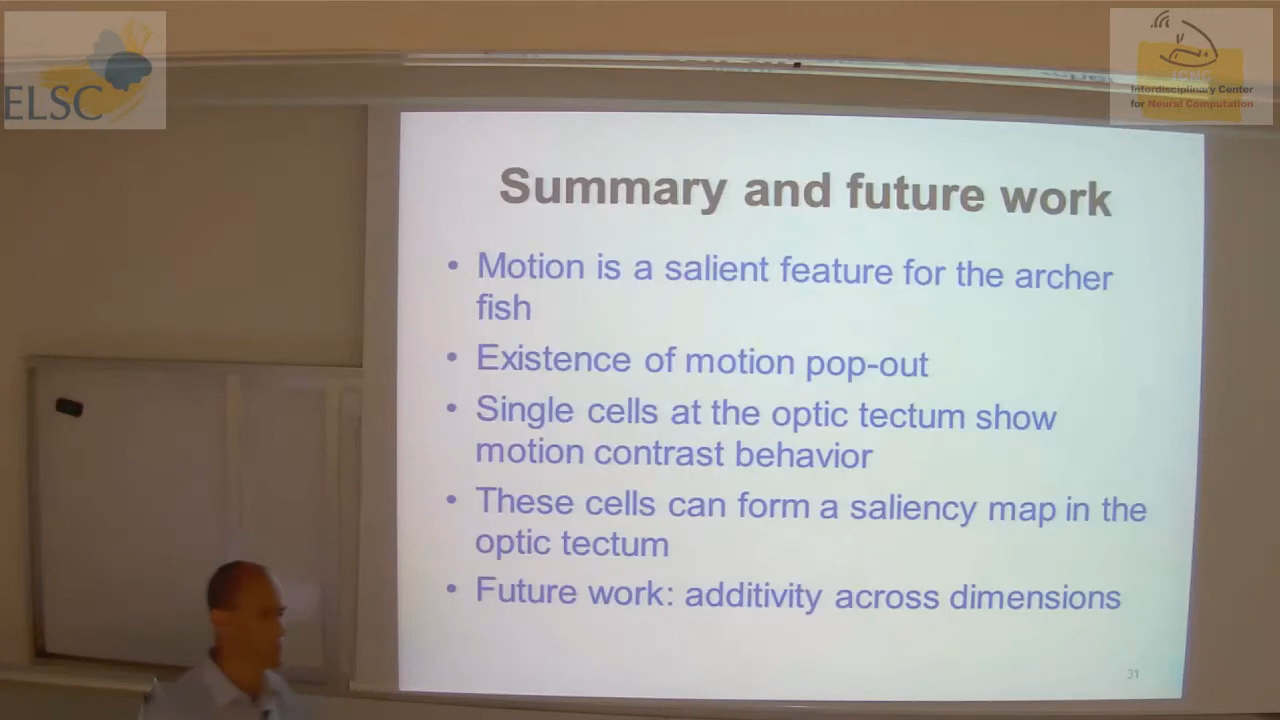 ELSC
ICNC
Interdisciplinary Center
for Neural Computation
Summary and future work
• Motion is a salient feature for the archer
fish
• Existence of motion pop-out
• Single cells at the optic tectum show
motion contrast behavior
• These cells can form a saliency map in the
optic tectum
• Future work: additivity across dimensions
31